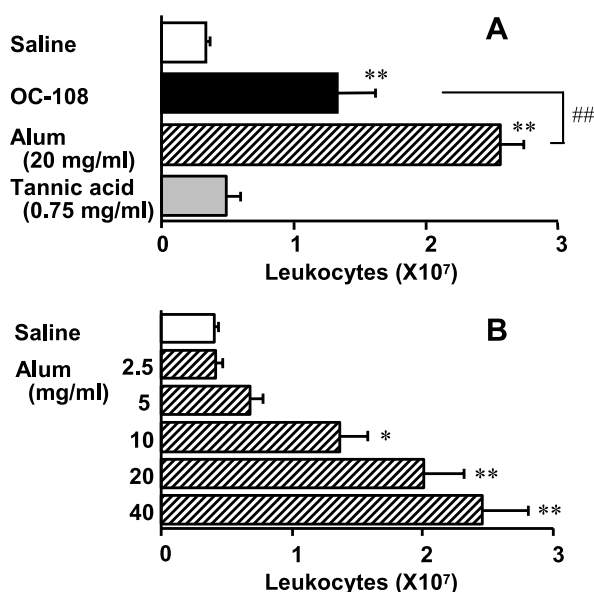 A
Saline
**
OC-108
##
Alum
**
(20 mg/ml)
Tannic acid
(0.75 mg/ml)
0 1 2 3
Leukocytes (X10⁷)
B
Saline
Alum 2.5
(mg/ml)
5
10 *
20 **
40 **
0 1 2 3
Leukocytes (X10⁷)